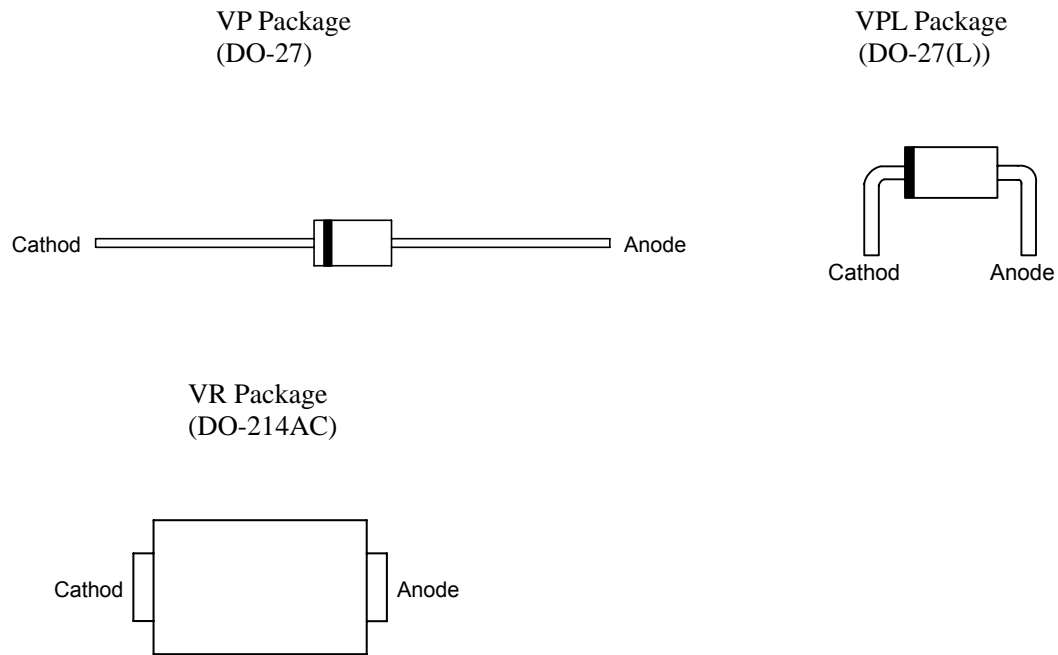 VP Package
(DO-27)
VPL Package
(DO-27(L))
Cathod
Anode
Cathod
Anode
VR Package
(DO-214AC)
Cathod
Anode